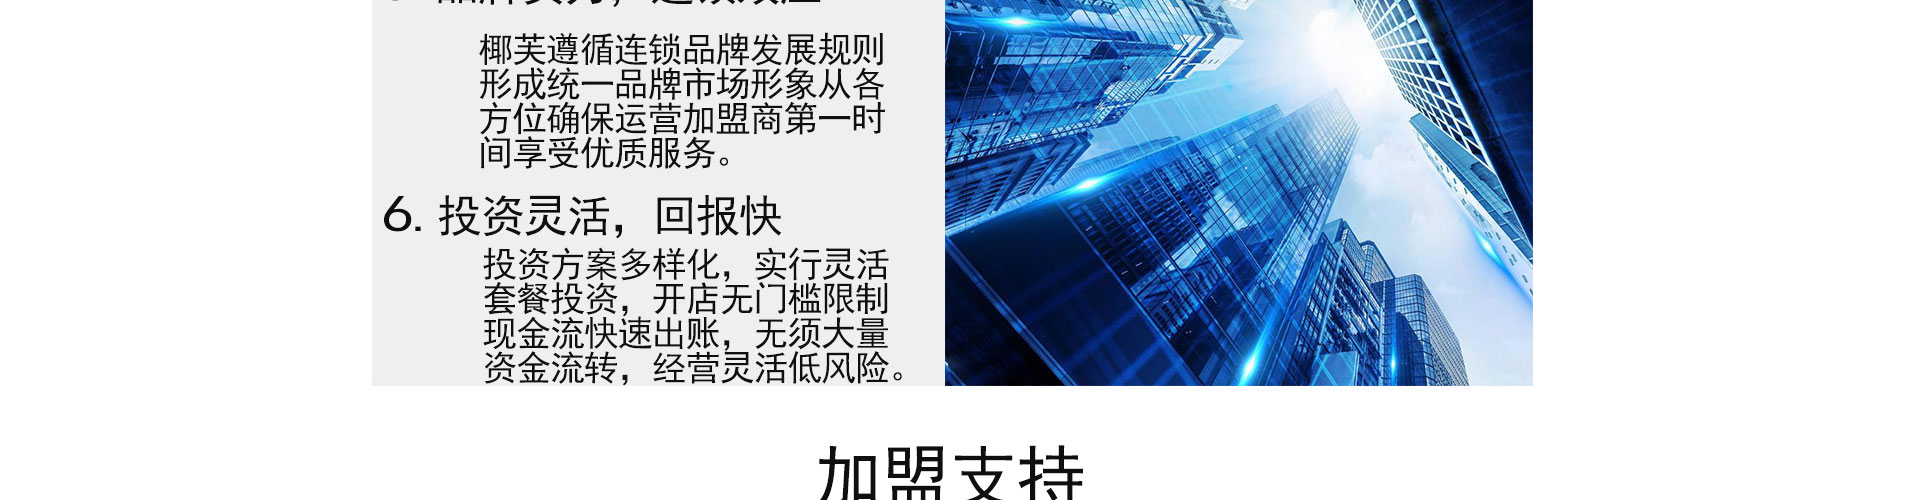 椰芙遵循连锁品牌发展规则
形成统一品牌市场形象从各
方位确保运营加盟商第一时
间享受优质服务。
6. 投资灵活，回报快
投资方案多样化，实行灵活
套餐投资，开店无门槛限制
现金流快速出账，无须大量
资金流转，经营灵活低风险。
加盟支持